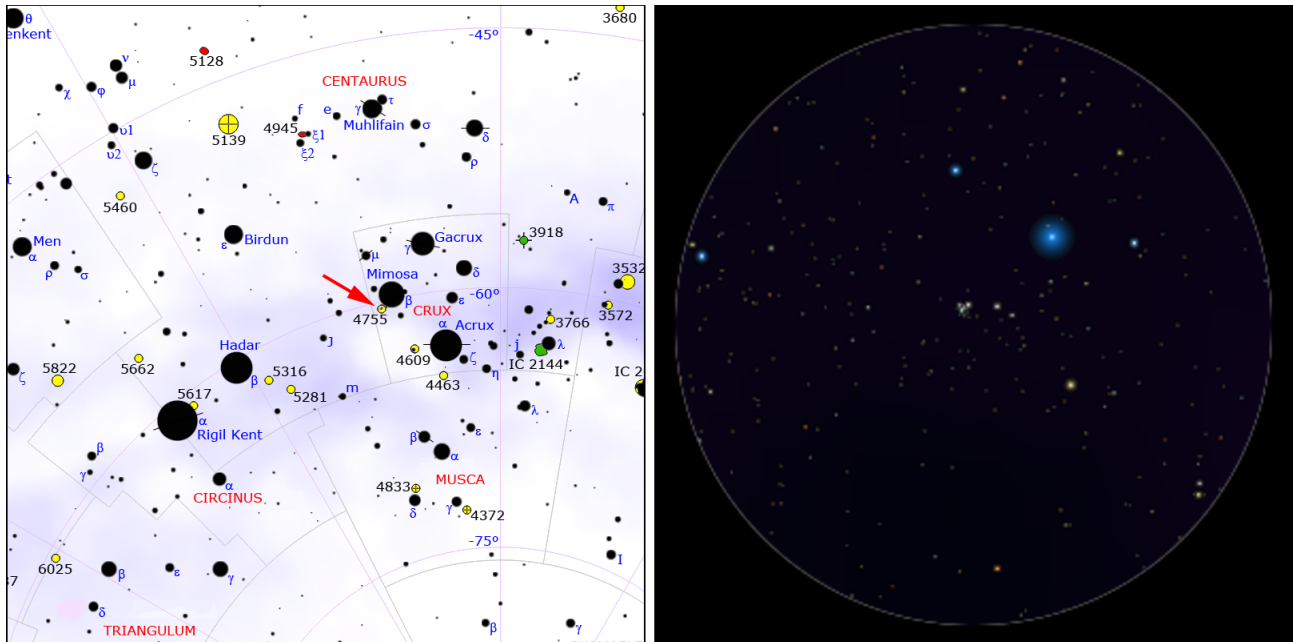 θ
enkent
3680
-45°
ν
5128
μ
χ
φ
CENTAURUS
τ
γ
Muhlifain
f
e
4945
ξ1
ξ2
σ
δ
5139
υ1
υ2
ζ
ρ
t
5460
A
π
Men
α
ρ
σ
ε
Birdun
γ
Gacrux
3918
μ
δ
Mimosa
β
3532
-60°
ε
4755
CRUX
3572
α
Acrux
3766
J
4609
ζ
j
λ
IC 2144
Hadar
β
5662
5822
ζ
5316
5281
4463
η
IC 2
m
5617
α
Rigil Kent
λ
β
γ
β
ε
α
CIRCINUS
α
4833
MUSCA
δ
γ
4372
-75°
6025
37
β
ε
γ
I
δ
TRIANGULUM
β
γ